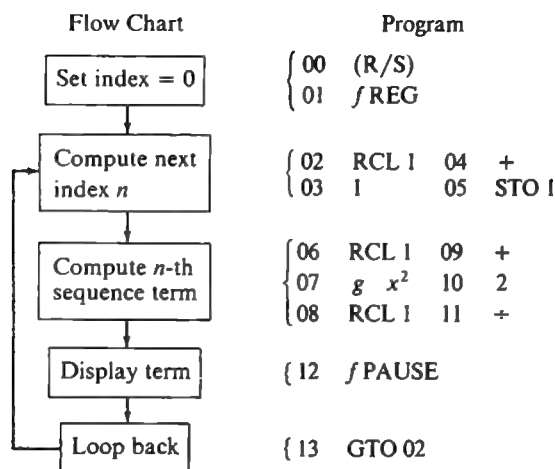 Flow Chart Program
Set index = 0
00 (R/S)
01 f REG
Compute next
index n
02 RCL 1 04 +
03 1 05 STO 1
Compute n-th
sequence term
06 RCL 1 09 +
07 g x² 10 2
08 RCL 1 11 ÷
Display term
12 f PAUSE
Loop back
13 GTO 02